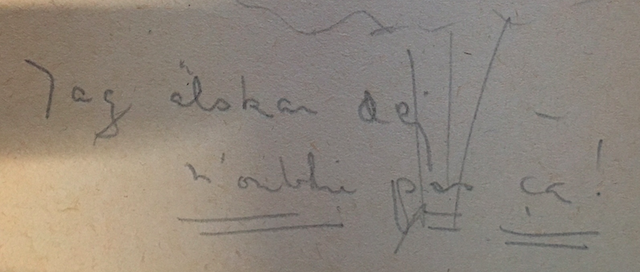 Jag älskar dej –
n'oublie pas ça!